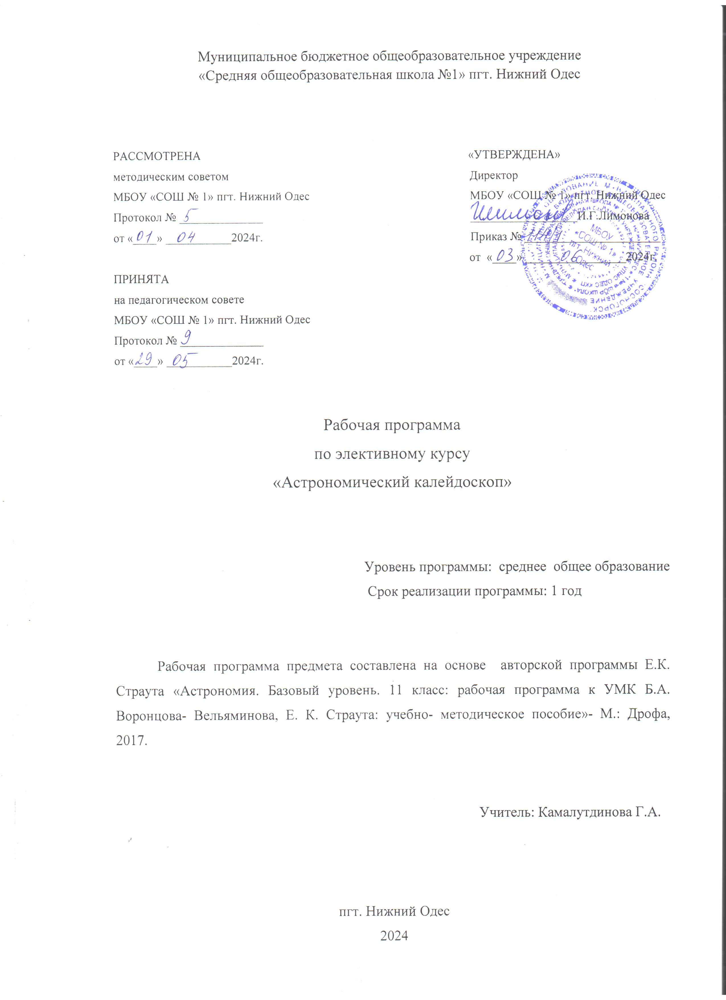 Муниципальное бюджетное общеобразовательное учреждение
«Средняя общеобразовательная школа №1» пгт. Нижний Одес
РАССМОТРЕНА
методическим советом
МБОУ «СОШ № 1» пгт. Нижний Одес
Протокол № 5
от «01» 04 2024г.
ПРИНЯТА
на педагогическом совете
МБОУ «СОШ № 1» пгт. Нижний Одес
Протокол № 9
от «29» 05 2024г.
«УТВЕРЖДЕНА»
Директор
МБОУ «СОШ № 1» пгт. Нижний Одес
И.Г.Лимонова
Приказ №
от «03» 06 2024г.
МБОУ
«СОШ № 1»
пгт. Нижний
Одес
Рабочая программа
по элективному курсу
«Астрономический калейдоскоп»
Уровень программы: среднее общее образование
Срок реализации программы: 1 год
Рабочая программа предмета составлена на основе авторской программы Е.К.
Страута «Астрономия. Базовый уровень. 11 класс: рабочая программа к УМК Б.А.
Воронцова- Вельяминова, Е. К. Страута: учебно- методическое пособие»- М.: Дрофа,
2017.
Учитель: Камалутдинова Г.А.
пгт. Нижний Одес
2024